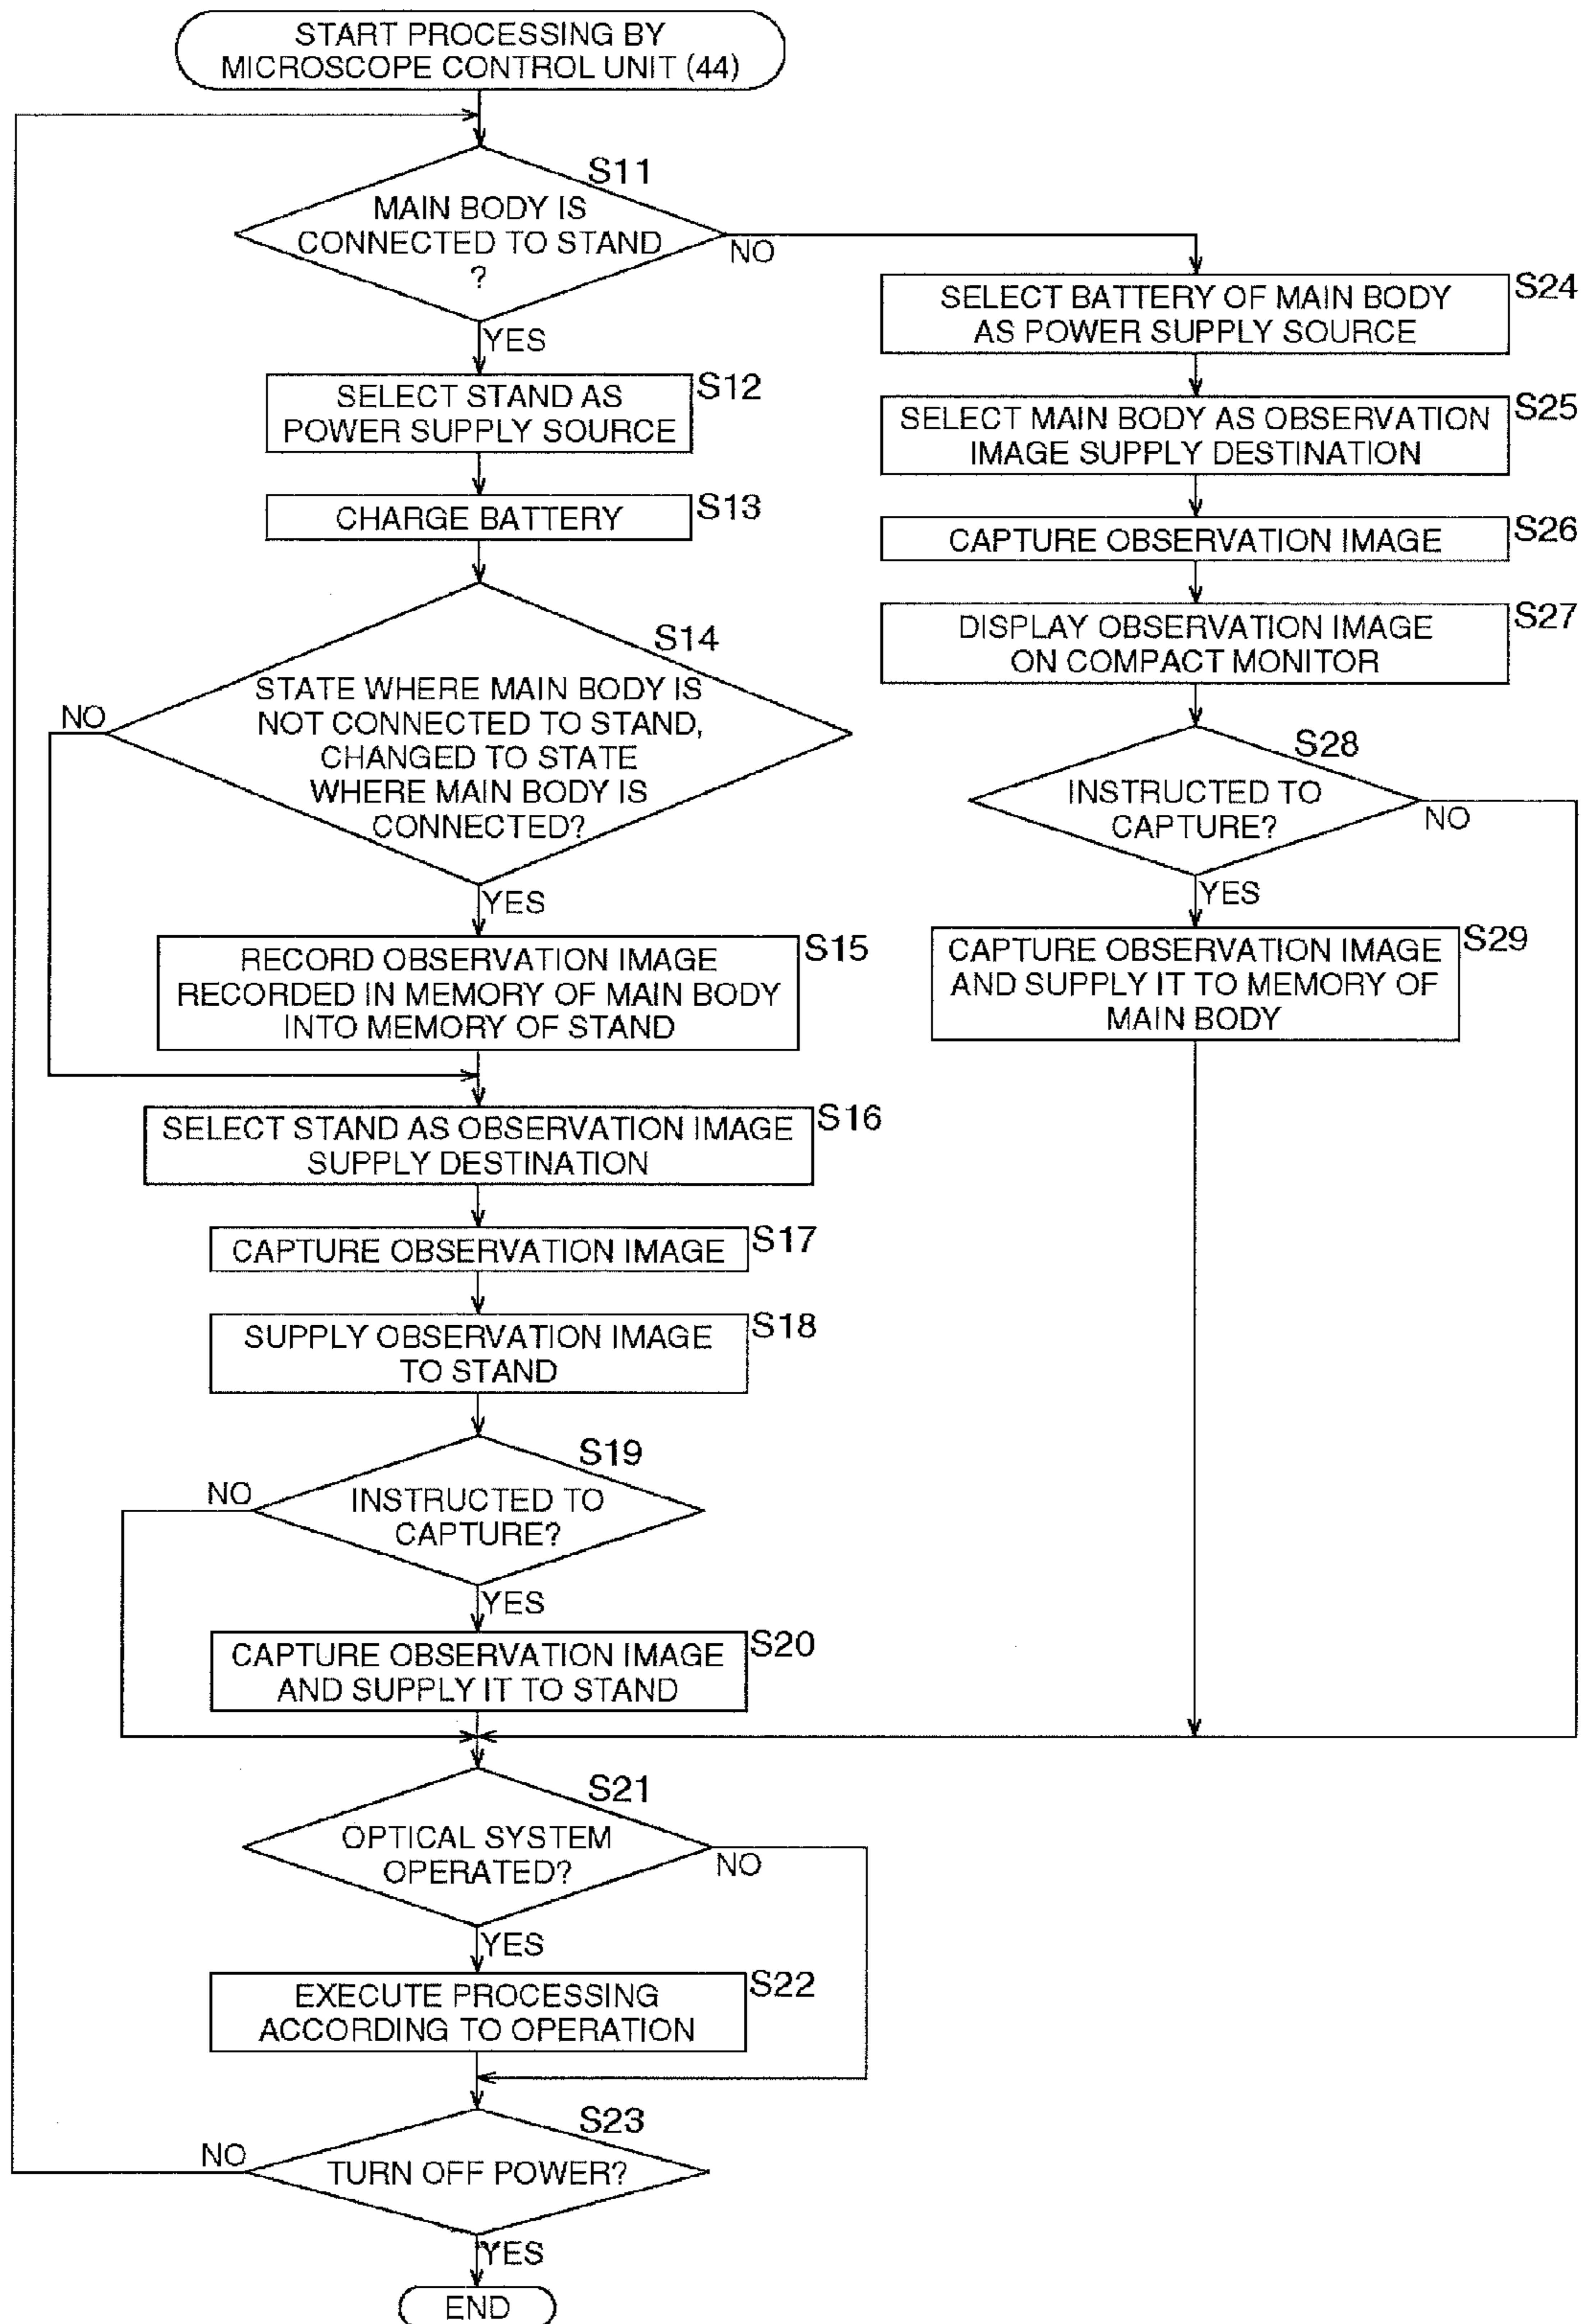 START PROCESSING BY
MICROSCOPE CONTROL UNIT (44)
S11
MAIN BODY IS
CONNECTED TO STAND
?
NO
YES
S12
SELECT STAND AS
POWER SUPPLY SOURCE
S13
CHARGE BATTERY
S14
STATE WHERE MAIN BODY IS
NOT CONNECTED TO STAND,
CHANGED TO STATE
WHERE MAIN BODY IS
CONNECTED?
NO
YES
S15
RECORD OBSERVATION IMAGE
RECORDED IN MEMORY OF MAIN BODY
INTO MEMORY OF STAND
S16
SELECT STAND AS OBSERVATION IMAGE
SUPPLY DESTINATION
S17
CAPTURE OBSERVATION IMAGE
S18
SUPPLY OBSERVATION IMAGE
TO STAND
S19
INSTRUCTED TO
CAPTURE?
NO
YES
S20
CAPTURE OBSERVATION IMAGE
AND SUPPLY IT TO STAND
S21
OPTICAL SYSTEM
OPERATED?
NO
YES
S22
EXECUTE PROCESSING
ACCORDING TO OPERATION
S23
TURN OFF POWER?
NO
YES
END
S24
SELECT BATTERY OF MAIN BODY
AS POWER SUPPLY SOURCE
S25
SELECT MAIN BODY AS OBSERVATION
IMAGE SUPPLY DESTINATION
S26
CAPTURE OBSERVATION IMAGE
S27
DISPLAY OBSERVATION IMAGE
ON COMPACT MONITOR
S28
INSTRUCTED TO
CAPTURE?
NO
YES
S29
CAPTURE OBSERVATION IMAGE
AND SUPPLY IT TO MEMORY OF
MAIN BODY